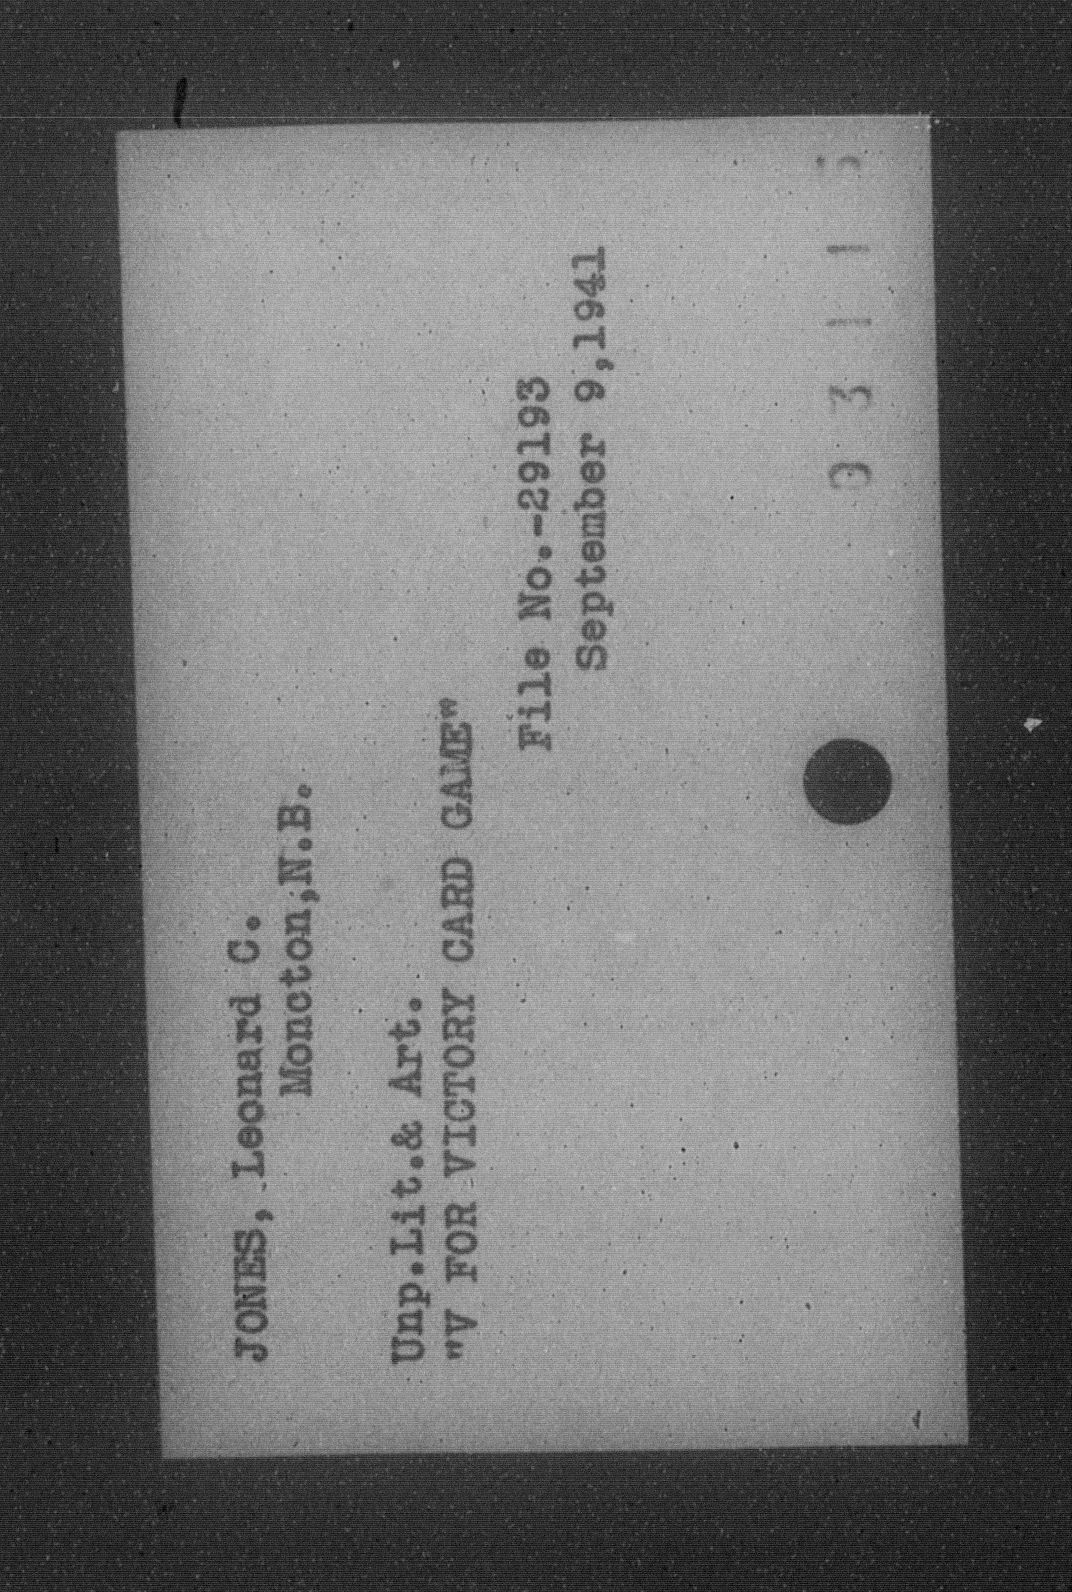 JONES, Leonard C.
Moncton,N.B.
Unp.Lit.& Art.
"V FOR VICTORY CARD GAME"
File No.-29193
September 9,1941